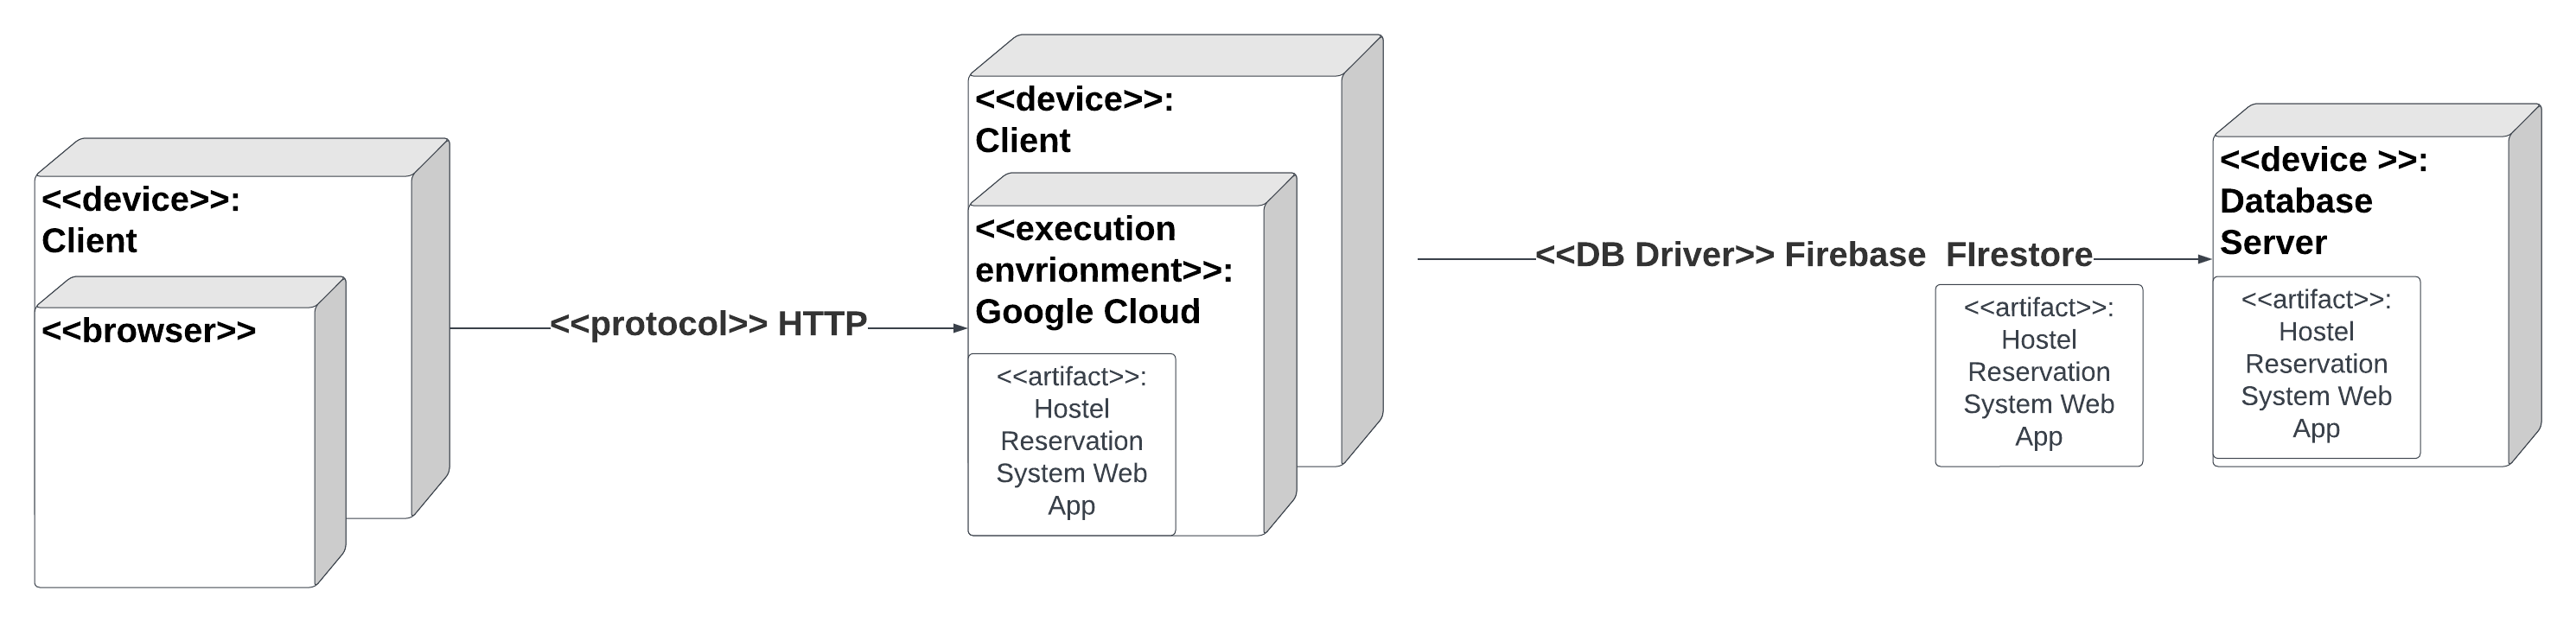 <<device>>:
Client
<<browser>>
<<protocol>> HTTP
<<device>>:
Client
<<execution
envrionment>>:
Google Cloud
<<artifact>>:
Hostel
Reservation
System Web
App
<<DB Driver>> Firebase  FIrestore
<<artifact>>:
Hostel
Reservation
System Web
App
<<device >>:
Database
Server
<<artifact>>:
Hostel
Reservation
System Web
App